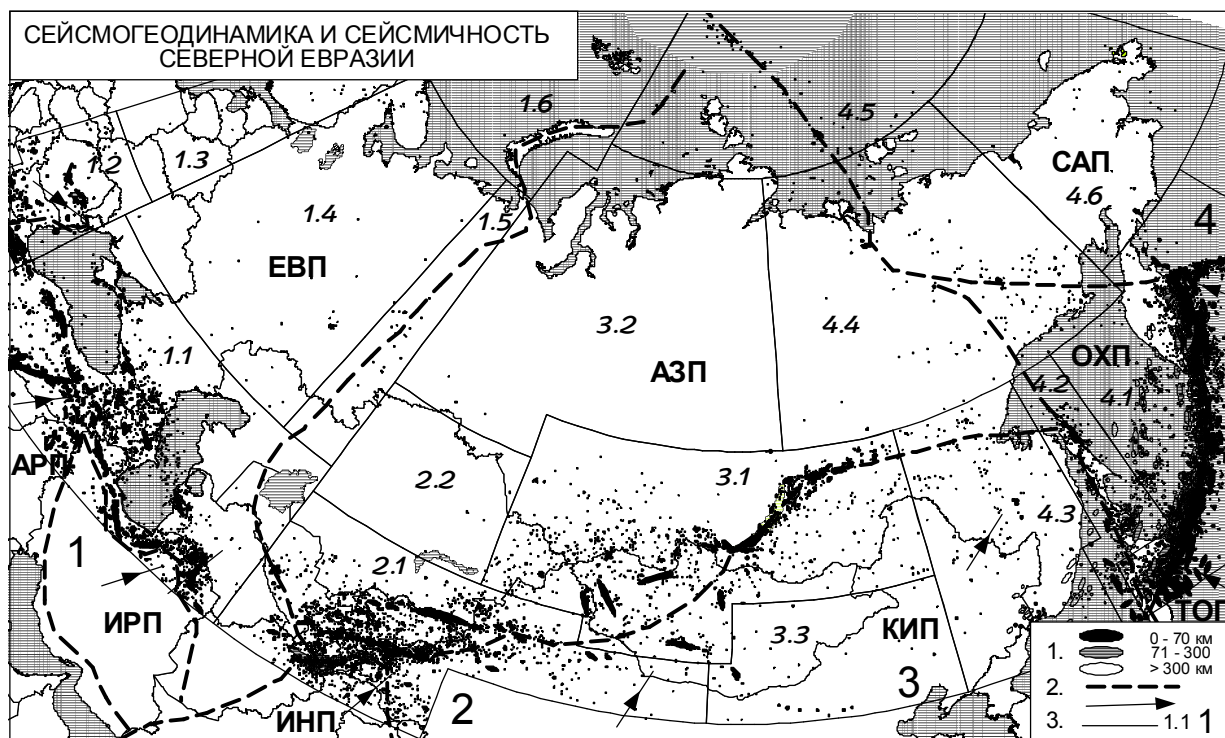 СЕЙСМОГЕОДИНАМИКА И СЕЙСМИЧНОСТЬ
СЕВЕРНОЙ ЕВРАЗИИ
1.6
4.5
1.2
1.3
САП
4.6
1.4
1.5
4
ЕВП
3.2
4.4
1.1
АЗП
ОХП
4.2
4.1
АРП
2.2
3.1
4.3
1
2.1
ИРП
3.3
КИП
ТОП
ИНП
2
3
1.
0 - 70 км
71 - 300
> 300 км
2.
3.
1.1 1